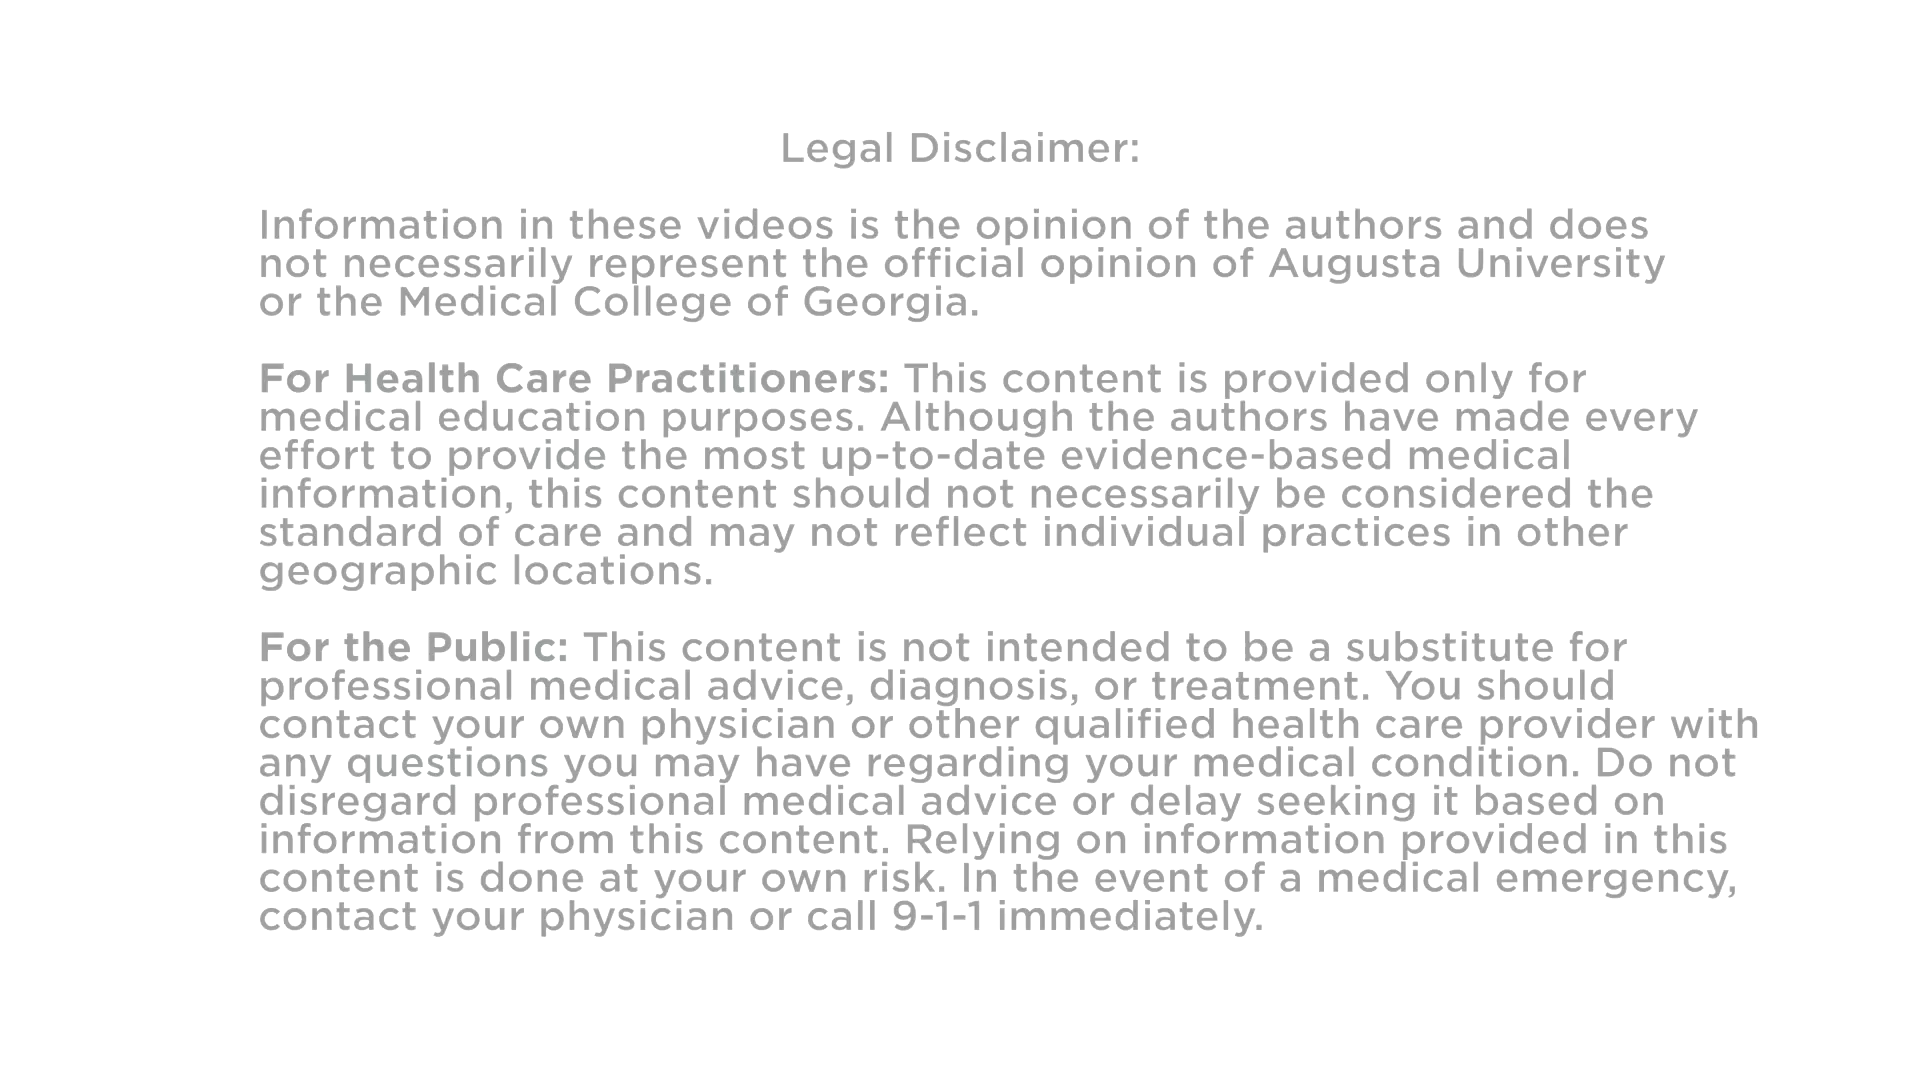 Legal Disclaimer:
Information in these videos is the opinion of the authors and does
not necessarily represent the official opinion of Augusta University
or the Medical College of Georgia.
For Health Care Practitioners: This content is provided only for
medical education purposes. Although the authors have made every
effort to provide the most up-to-date evidence-based medical
information, this content should not necessarily be considered the
standard of care and may not reflect individual practices in other
geographic locations.
For the Public: This content is not intended to be a substitute for
professional medical advice, diagnosis, or treatment. You should
contact your own physician or other qualified health care provider with
any questions you may have regarding your medical condition. Do not
disregard professional medical advice or delay seeking it based on
information from this content. Relying on information provided in this
content is done at your own risk. In the event of a medical emergency,
contact your physician or call 9-1-1 immediately.